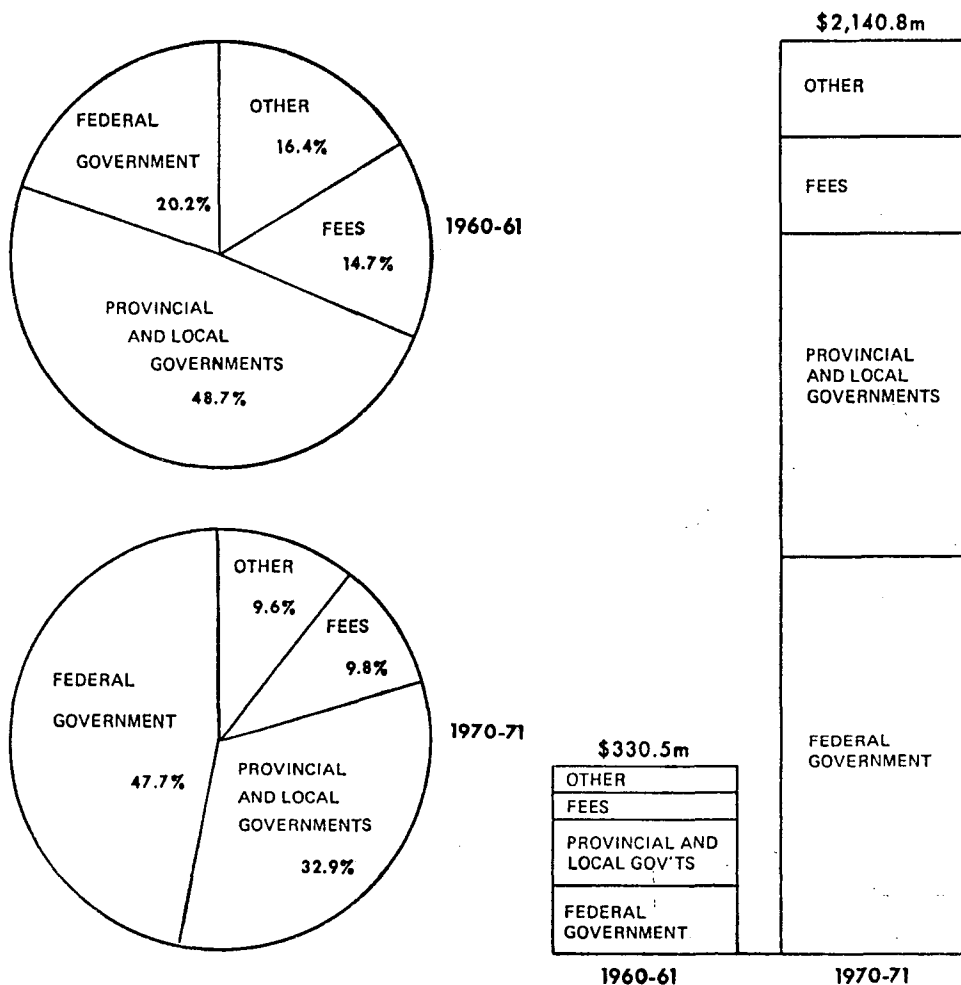 OTHER
16.4%
FEDERAL
GOVERNMENT
20.2%
FEES
14.7%
PROVINCIAL
AND LOCAL
GOVERNMENTS
48.7%
1960-61
OTHER
9.6%
FEES
9.8%
FEDERAL
GOVERNMENT
47.7%
PROVINCIAL
AND LOCAL
GOVERNMENTS
32.9%
1970-71
$330.5m
OTHER
FEES
PROVINCIAL AND
LOCAL GOV'TS
FEDERAL
GOVERNMENT
1960-61
$2,140.8m
OTHER
FEES
PROVINCIAL
AND LOCAL
GOVERNMENTS
FEDERAL
GOVERNMENT
1970-71